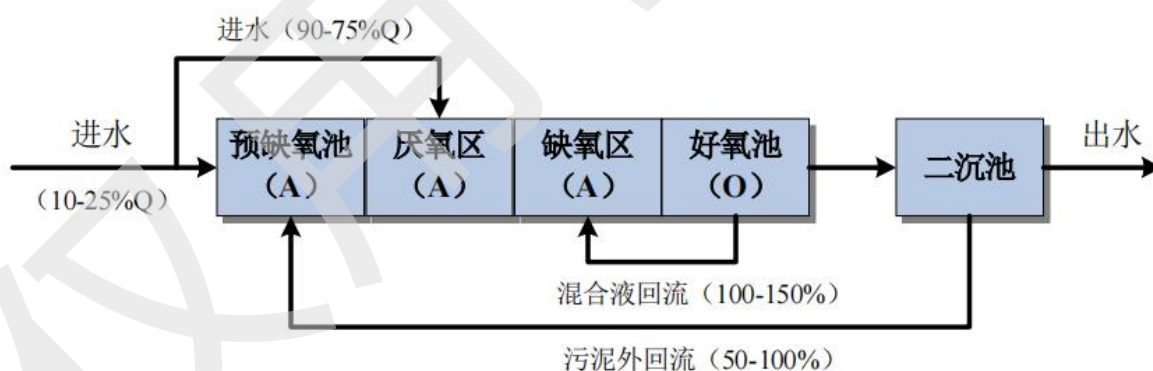 进水（90-75%Q）
进水
（10-25%Q）
预缺氧池
（A）
厌氧区
（A）
缺氧区
（A）
好氧池
（O）
二沉池
出水
混合液回流（100-150%）
污泥外回流（50-100%）